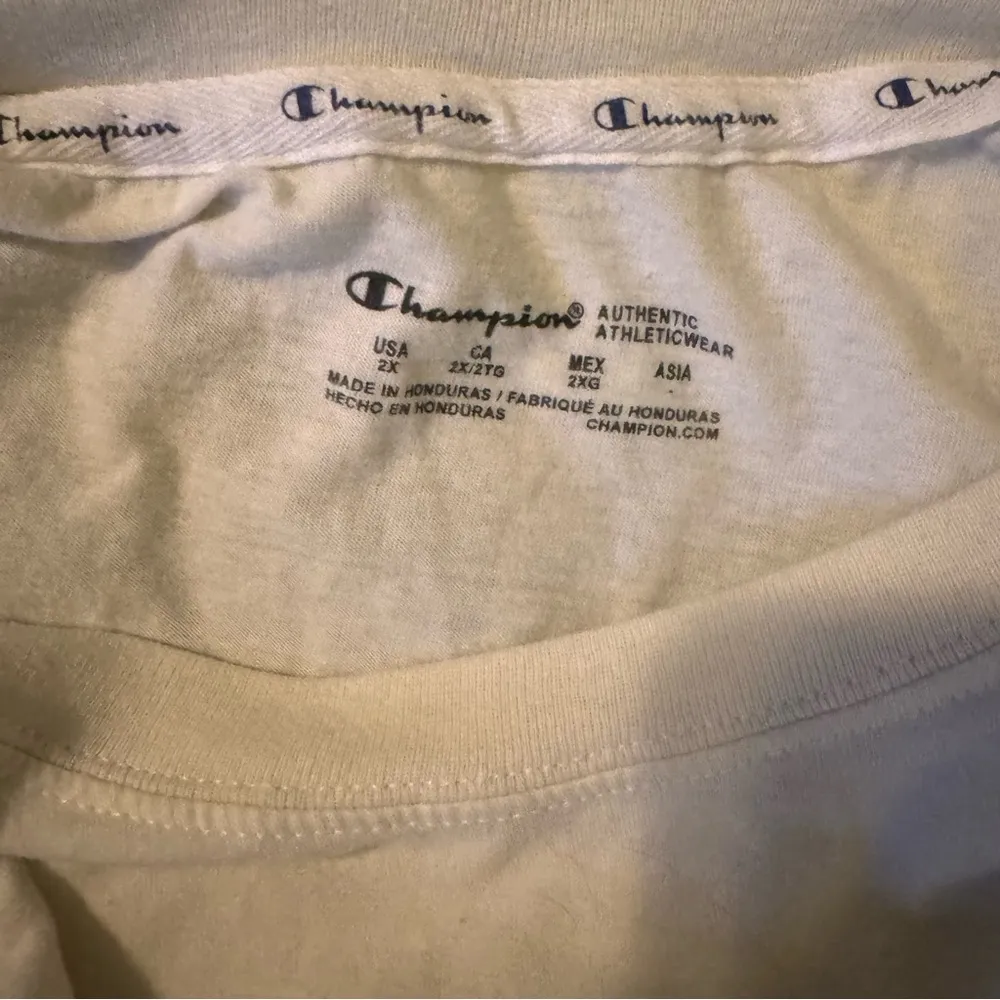 Champion Champion Champion Cham
Champion® AUTHENTIC
ATHLETICWEAR
USA CA MEX ASIA
2X 2X/2TG 2XG -
MADE IN HONDURAS / FABRIQUÉ AU HONDURAS
HECHO EN HONDURAS CHAMPION.COM